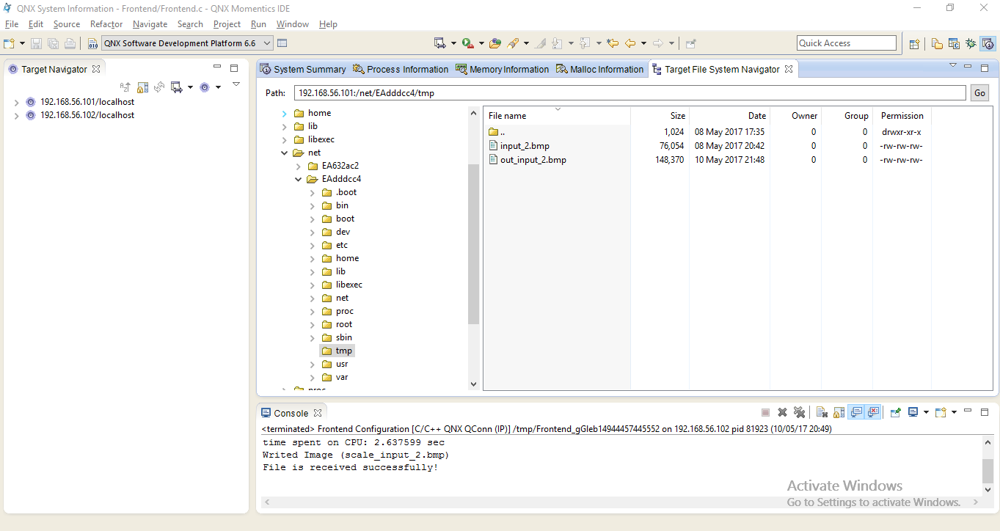 QNX System Information - Frontend/Frontend.c - QNX Momentics IDE
File Edit Source Refactor Navigate Search Project Run Window Help
QNX Software Development Platform 6.6
Quick Access
Target Navigator
192.168.56.101/localhost
192.168.56.102/localhost
System Summary Process Information Memory Information Malloc Information Target File System Navigator
Path: 192.168.56.101:/net/EAdddcc4/tmp Go
home
lib
libexec
net
EA632ac2
EAdddcc4
.boot
bin
boot
dev
etc
home
lib
libexec
net
proc
root
sbin
tmp
usr
var
proc
File name Size Date Owner Group Permission
.. 1,024 08 May 2017 17:35 0 0 drwxr-xr-x
input_2.bmp 76,054 08 May 2017 20:42 0 0 -rw-rw-rw-
out_input_2.bmp 148,370 10 May 2017 21:48 0 0 -rw-rw-rw-
Console
<terminated> Frontend Configuration [C/C++ QNX QConn (IP)] /tmp/Frontend_gGleb14944457445552 on 192.168.56.102 pid 81923 (10/05/17 20:49)
time spent on CPU: 2.637599 sec
Writed Image (scale_input_2.bmp)
File is received successfully!
Activate Windows
Go to Settings to activate Windows.